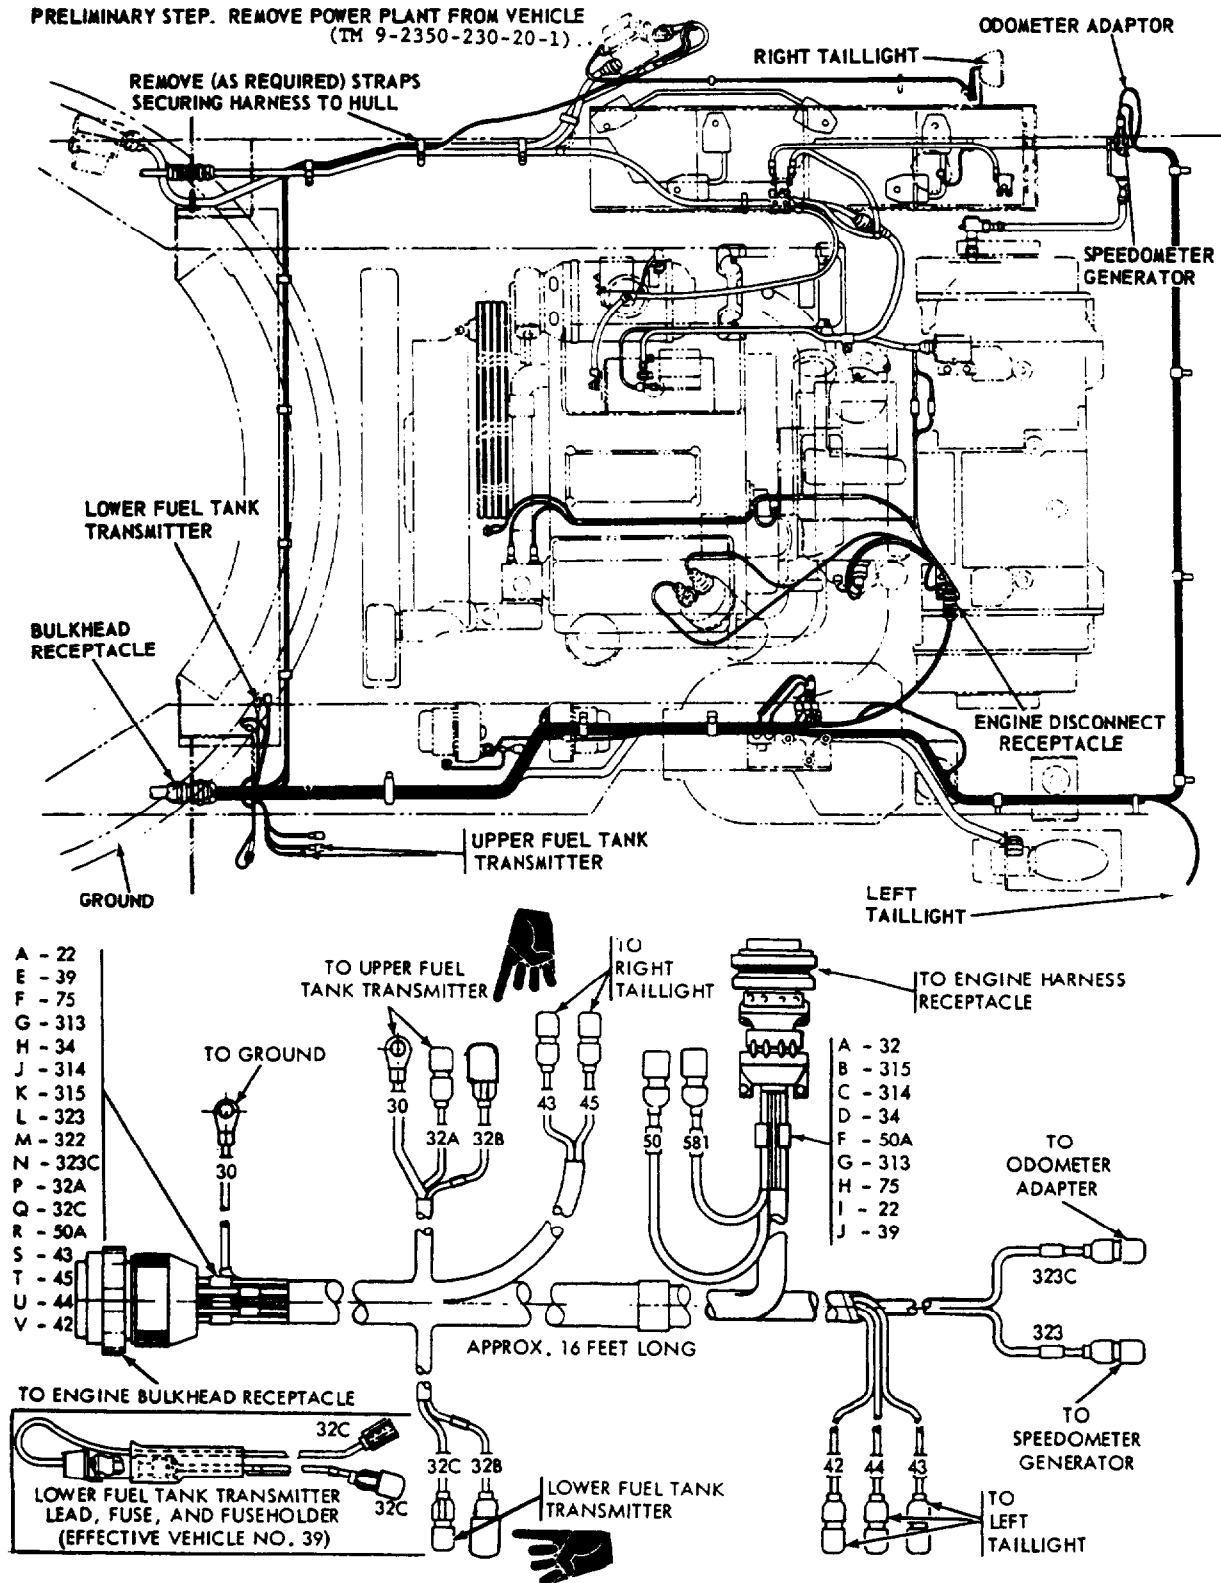 PRELIMINARY STEP. REMOVE POWER PLANT FROM VEHICLE
(TM 9-2350-230-20-1)..
ODOMETER ADAPTOR
RIGHT TAILLIGHT
REMOVE (AS REQUIRED) STRAPS
SECURING HARNESS TO HULL
SPEEDOMETER
GENERATOR
LOWER FUEL TANK
TRANSMITTER
BULKHEAD
RECEPTACLE
ENGINE DISCONNECT
RECEPTACLE
UPPER FUEL TANK
TRANSMITTER
GROUND
LEFT
TAILLIGHT
A - 22
E - 39
F - 75
G - 313
H - 34
J - 314
K - 315
L - 323
M - 322
N - 323C
P - 32A
Q - 32C
R - 50A
S - 43
T - 45
U - 44
V - 42
TO GROUND
30
TO UPPER FUEL
TANK TRANSMITTER
30
32A
32B
TO
RIGHT
TAILLIGHT
43
45
50
581
TO ENGINE HARNESS
RECEPTACLE
A - 32
B - 315
C - 314
D - 34
F - 50A
G - 313
H - 75
I - 22
J - 39
TO
ODOMETER
ADAPTER
323C
323
APPROX. 16 FEET LONG
TO ENGINE BULKHEAD RECEPTACLE
TO
SPEEDOMETER
GENERATOR
32C
32C
LOWER FUEL TANK TRANSMITTER
LEAD, FUSE, AND FUSEHOLDER
(EFFECTIVE VEHICLE NO. 39)
32C
32B
LOWER FUEL TANK
TRANSMITTER
42
44
43
TO
LEFT
TAILLIGHT